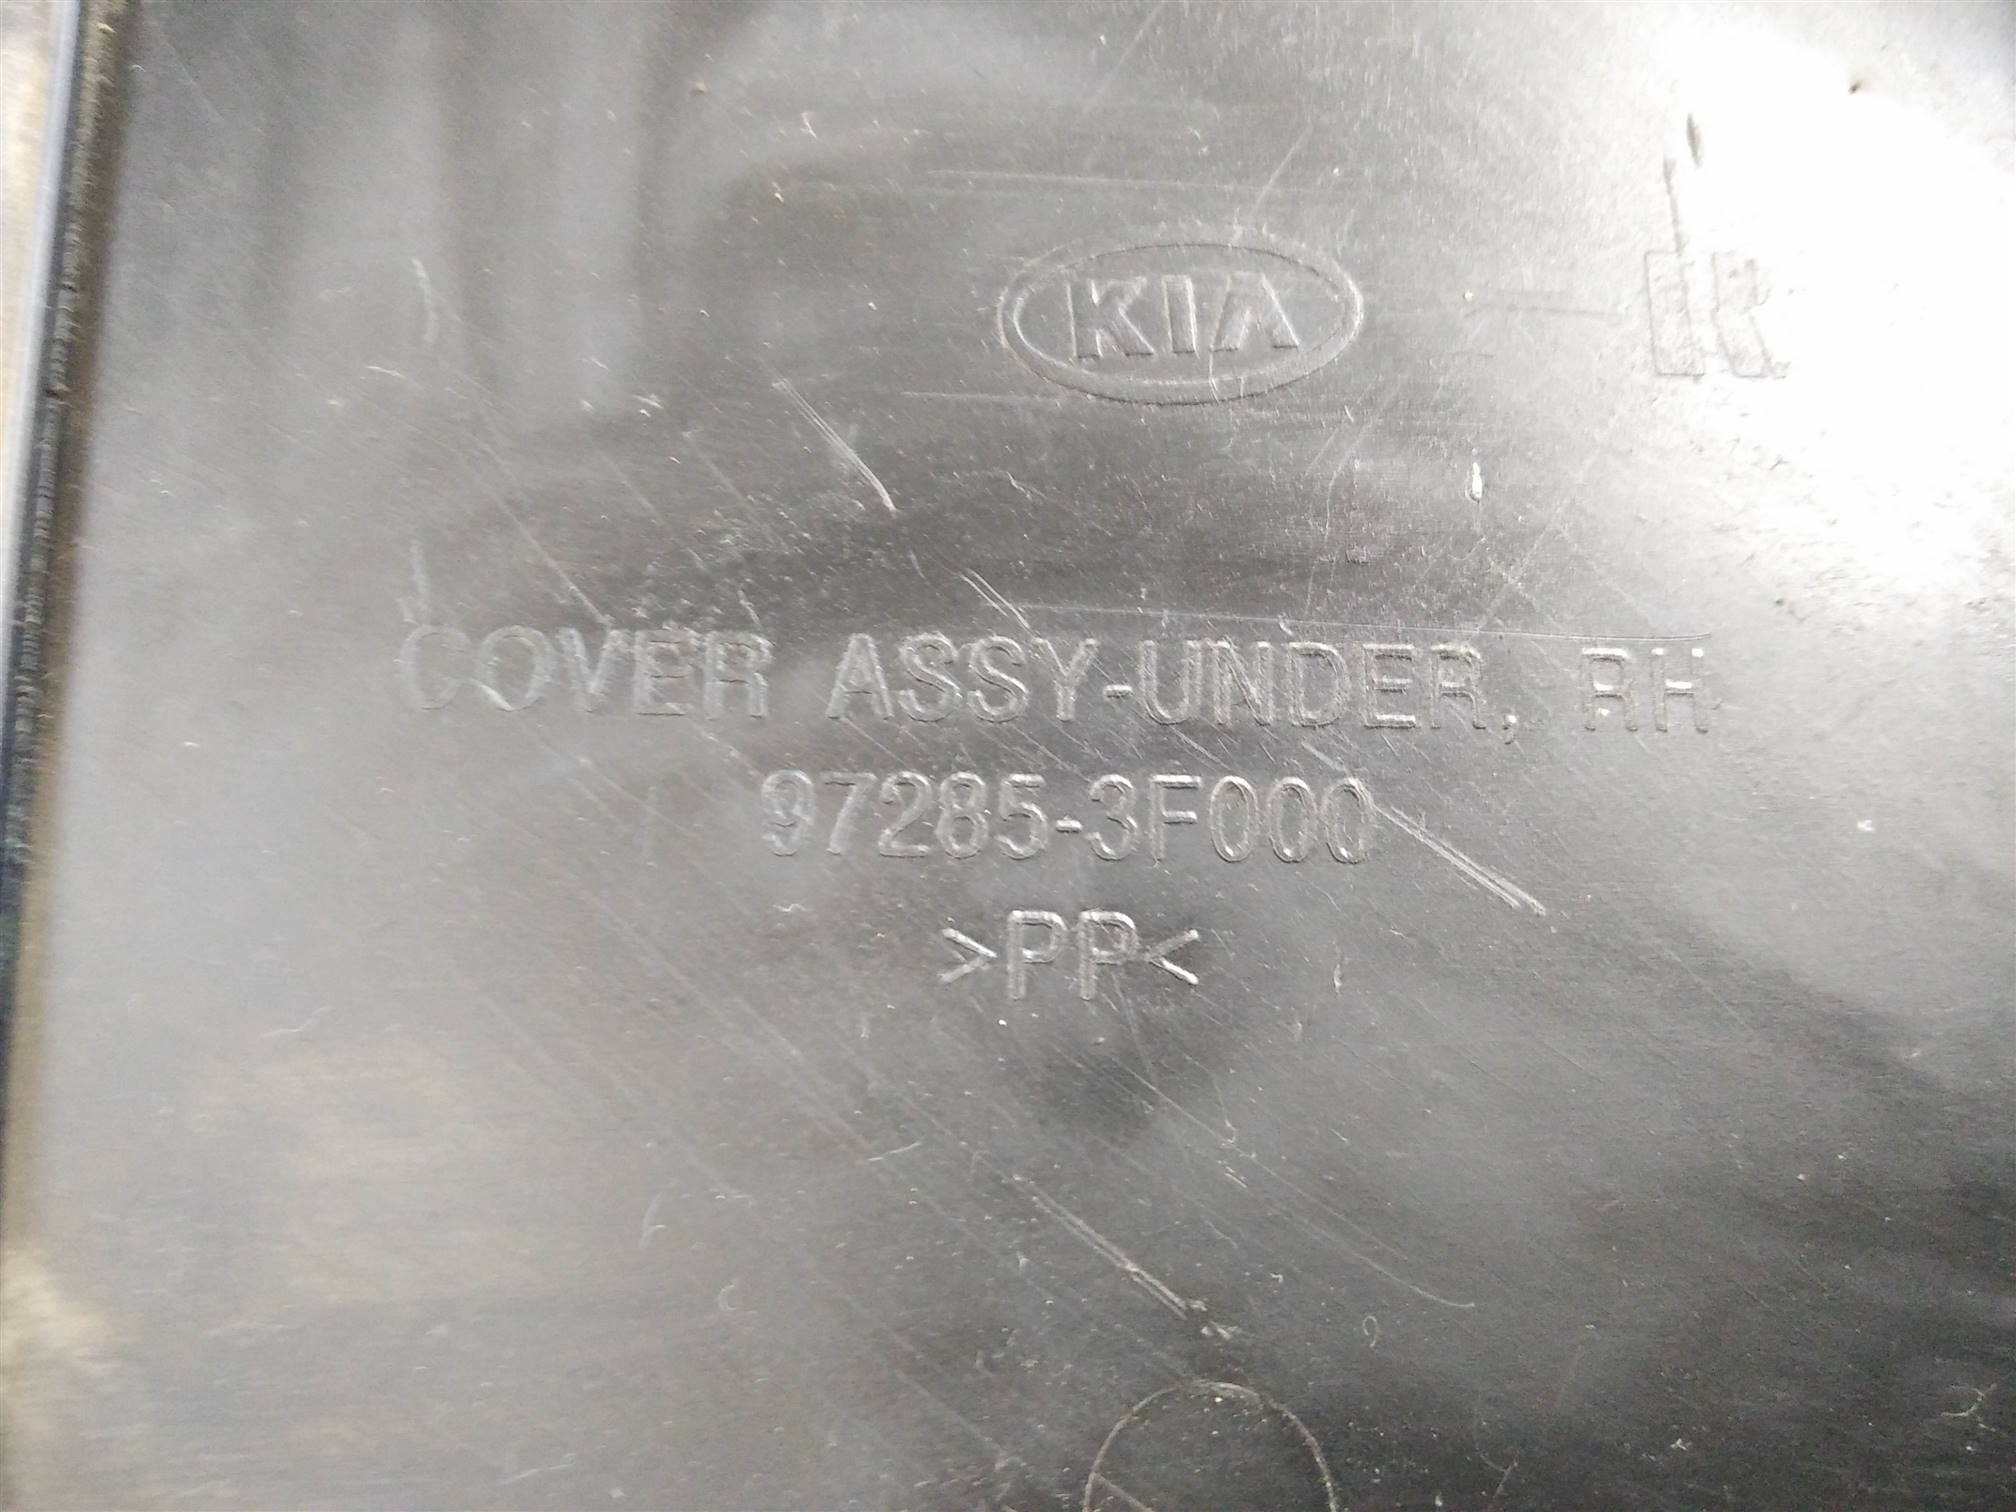 KIA
COVER ASSY-UNDER, RH
97285-3F000
>PP<